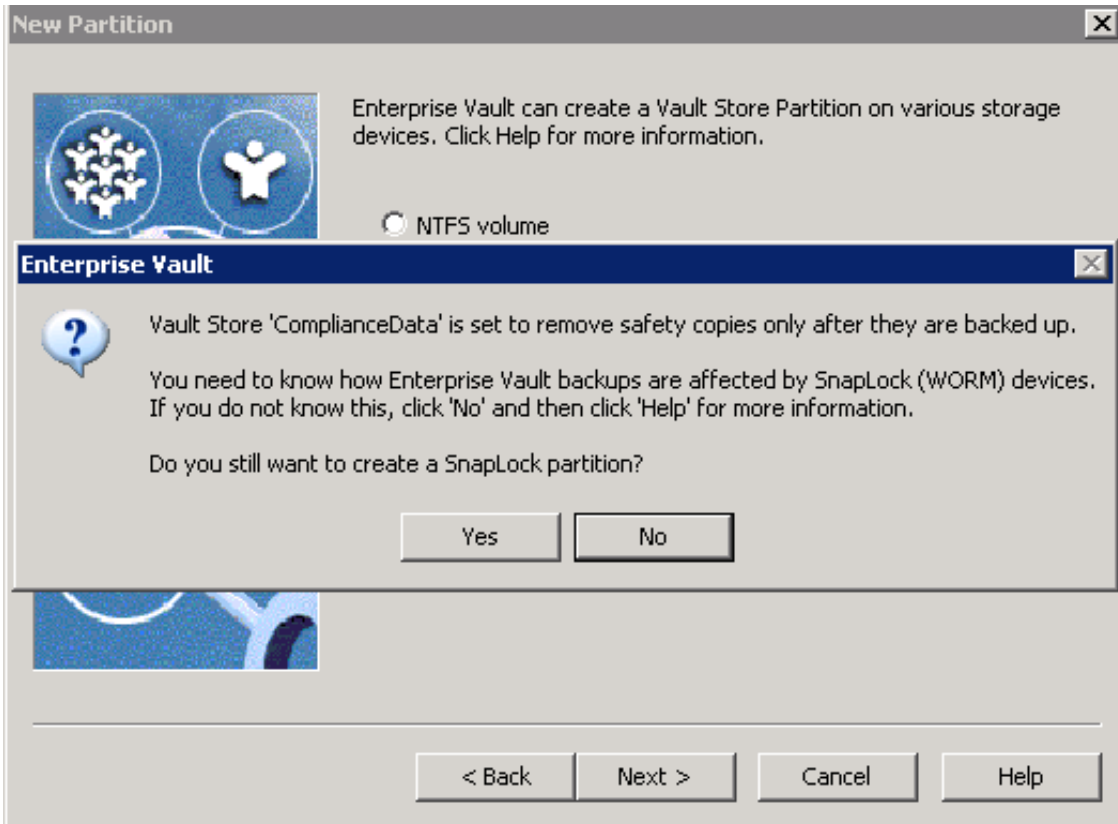 New Partition
Enterprise Vault can create a Vault Store Partition on various storage
devices. Click Help for more information.
NTFS volume
Enterprise Vault
Vault Store 'ComplianceData' is set to remove safety copies only after they are backed up.
You need to know how Enterprise Vault backups are affected by SnapLock (WORM) devices.
If you do not know this, click 'No' and then click 'Help' for more information.
Do you still want to create a SnapLock partition?
Yes
No
< Back
Next >
Cancel
Help